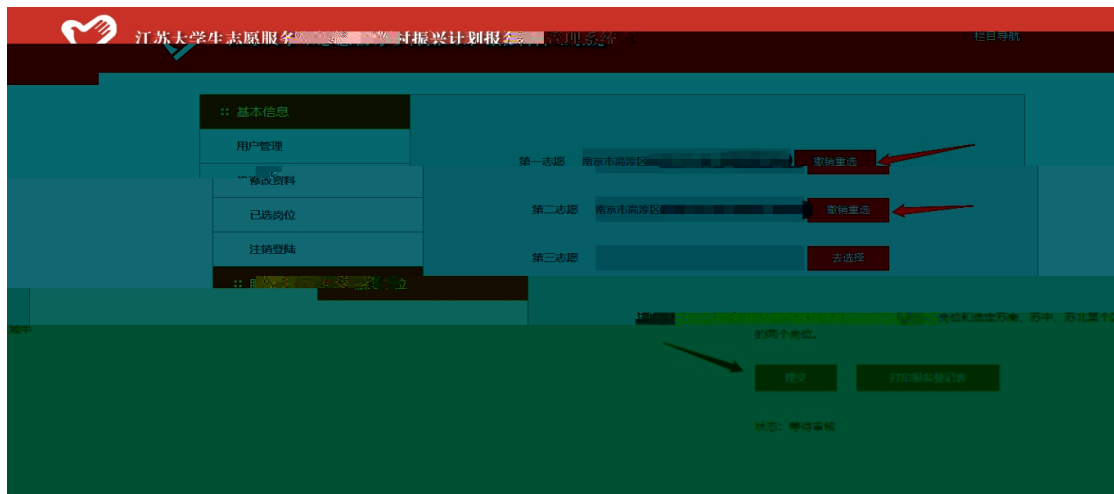 江苏大学生志愿服务 村振兴计划报名 管理系统
栏目导航
:: 基本信息
用户管理
第一志愿 南京市高淳区 撤销重选
修改资料
已选岗位
第二志愿 南京市高淳区 撤销重选
注销登陆
第三志愿 去选择
岗位和选定苏南、苏中、苏北某个
的两个岗位。
提交 打印报名登记表
状态：等待审核